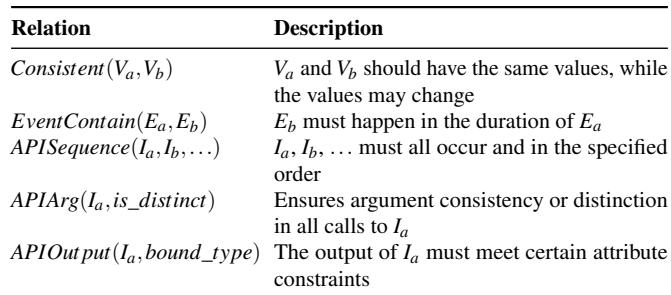 Relation Description
Consistent(Va,Vb) Va and Vb should have the same values, while
the values may change
EventContain(Ea,Eb) Eb must happen in the duration of Ea
APISequence(Ia,Ib,...) Ia, Ib, ... must all occur and in the specified
order
APIArg(Ia,is_distinct) Ensures argument consistency or distinction
in all calls to Ia
APIOutput(Ia,bound_type) The output of Ia must meet certain attribute
constraints